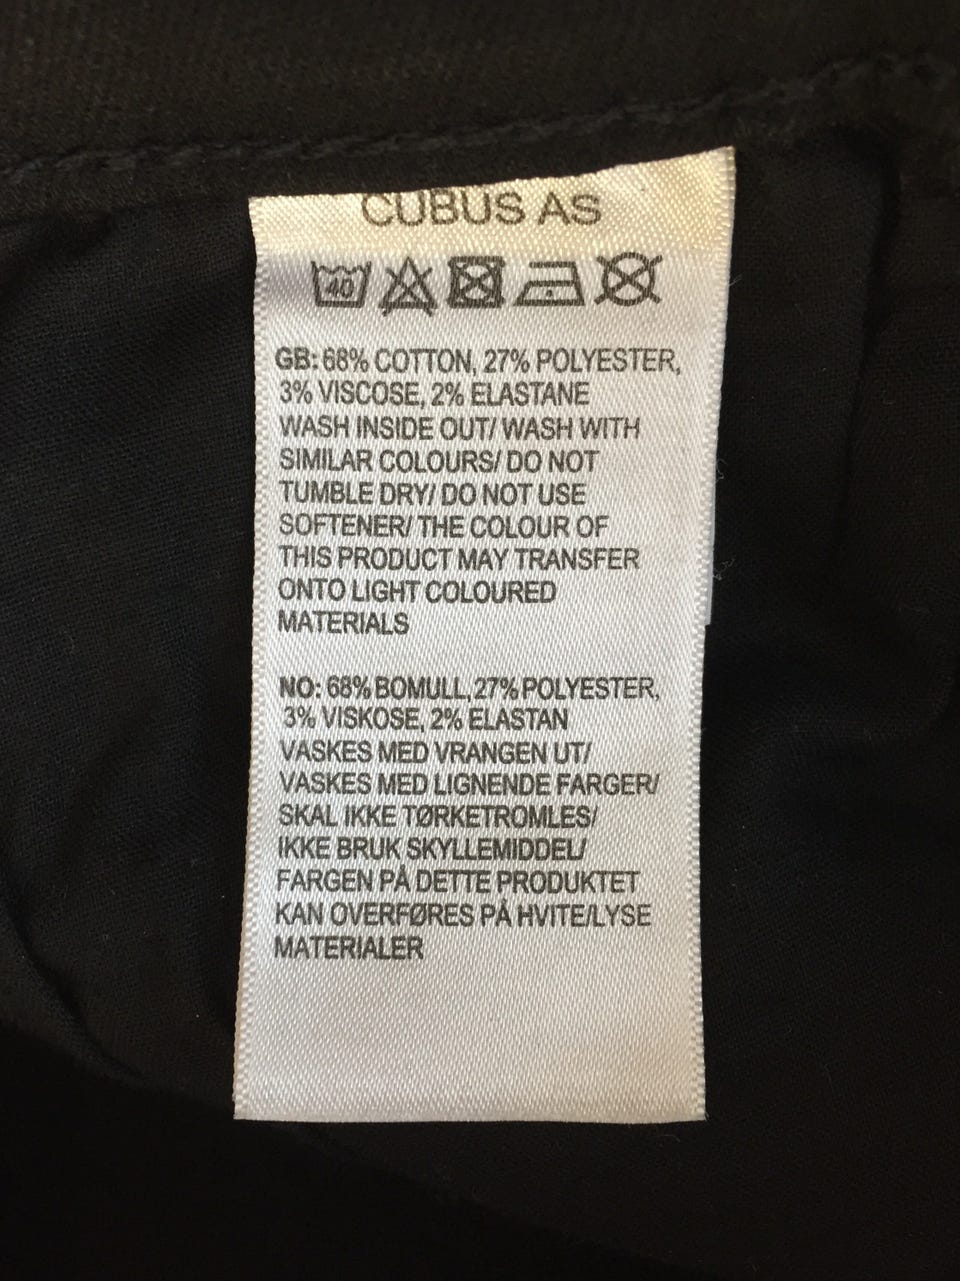 CUBUS AS
40
GB: 68% COTTON, 27% POLYESTER,
3% VISCOSE, 2% ELASTANE
WASH INSIDE OUT/ WASH WITH
SIMILAR COLOURS/ DO NOT
TUMBLE DRY/ DO NOT USE
SOFTENER/ THE COLOUR OF
THIS PRODUCT MAY TRANSFER
ONTO LIGHT COLOURED
MATERIALS
NO: 68% BOMULL, 27% POLYESTER,
3% VISKOSE, 2% ELASTAN
VASKES MED VRANGEN UT/
VASKES MED LIGNENDE FARGER/
SKAL IKKE TØRKETROMLES/
IKKE BRUK SKYLLEMIDDEL/
FARGEN PÅ DETTE PRODUKTET
KAN OVERFØRES PÅ HVITE/LYSE
MATERIALER